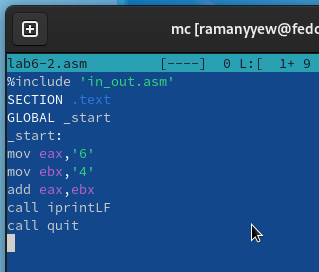 mc [ramanyyew@fedo
lab6-2.asm [----] 0 L:[ 1+ 9
%include 'in_out.asm'
SECTION .text
GLOBAL _start
_start:
mov eax,'6'
mov ebx,'4'
add eax,ebx
call iprintLF
call quit